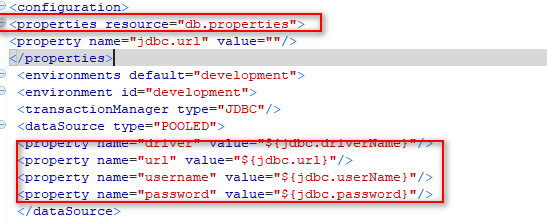 <configuration>
<properties resource="db.properties">
<property name="jdbc.url" value=""/>
</properties>
<environments default="development">
<environment id="development">
<transactionManager type="JDBC"/>
<dataSource type="POOLED">
<property name="driver" value="${jdbc.driverName}"/>
<property name="url" value="${jdbc.url}"/>
<property name="username" value="${jdbc.userName}"/>
<property name="password" value="${jdbc.password}"/>
</dataSource>